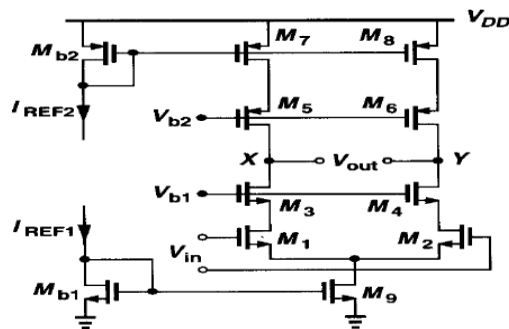 V_DD
M_b2 M_7 M_8
I_REF2
V_b2 M_5 M_6
X V_out Y
V_b1
M_3 M_4
I_REF1
V_in M_1 M_2
M_b1 M_9